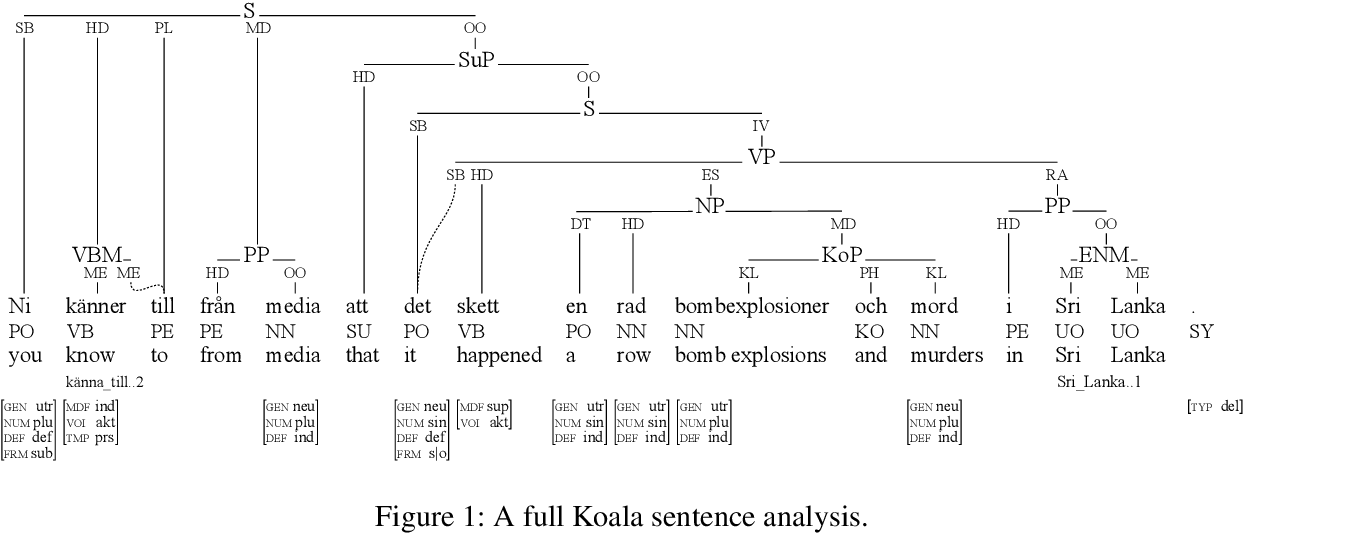 S
SB HD PL MD OO
SuP
HD OO
S
SB IV
VP
SB HD ES RA
NP PP
DT HD MD HD OO
VBM PP KoP ENM
ME ME HD OO KL PH KL ME ME
Ni känner till från media att det skett en rad bombexplosioner och mord i Sri Lanka .
PO VB PE PE NN SU PO VB PO NN NN KO NN PE UO UO SY
you know to from media that it happened a row bomb explosions and murders in Sri Lanka
känna_till..2 Sri_Lanka..1
[GEN utr] [MDF ind] [GEN neu] [GEN neu] [MDF sup] [GEN utr] [GEN utr] [GEN utr] [GEN neu] [TYP del]
[NUM plu] [VOI akt] [NUM plu] [NUM sin] [VOI akt] [NUM sin] [NUM sin] [NUM plu] [NUM plu]
[DEF def] [TMP prs] [DEF ind] [DEF def] [DEF ind] [DEF ind] [DEF ind] [DEF ind]
[FRM sub] [FRM s|o]
Figure 1: A full Koala sentence analysis.